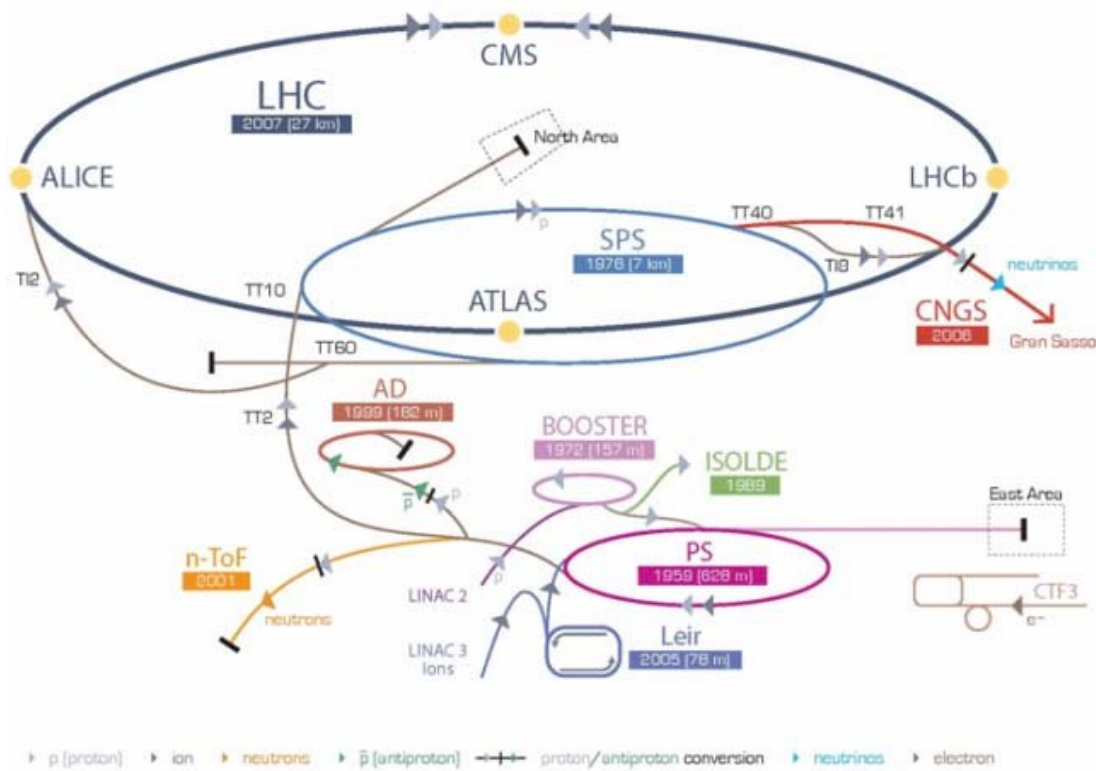 CMS
LHC
2007 (27 km)
North Area
ALICE
LHCb
TT40
TT41
SPS
1976 (7 km)
p
TI8
neutrinos
TI2
TT10
ATLAS
CNGS
2006
Gran Sasso
TT60
AD
1999 (182 m)
TT2
BOOSTER
1972 (157 m)
ISOLDE
1989
East Area
p̅
p
n-ToF
2001
PS
1959 (628 m)
LINAC 2
p
neutrons
CTF3
e-
LINAC 3
Ions
Leir
2005 (78 m)
p (proton)
ion
neutrons
p̅ (antiproton)
proton/antiproton conversion
neutrinos
electron